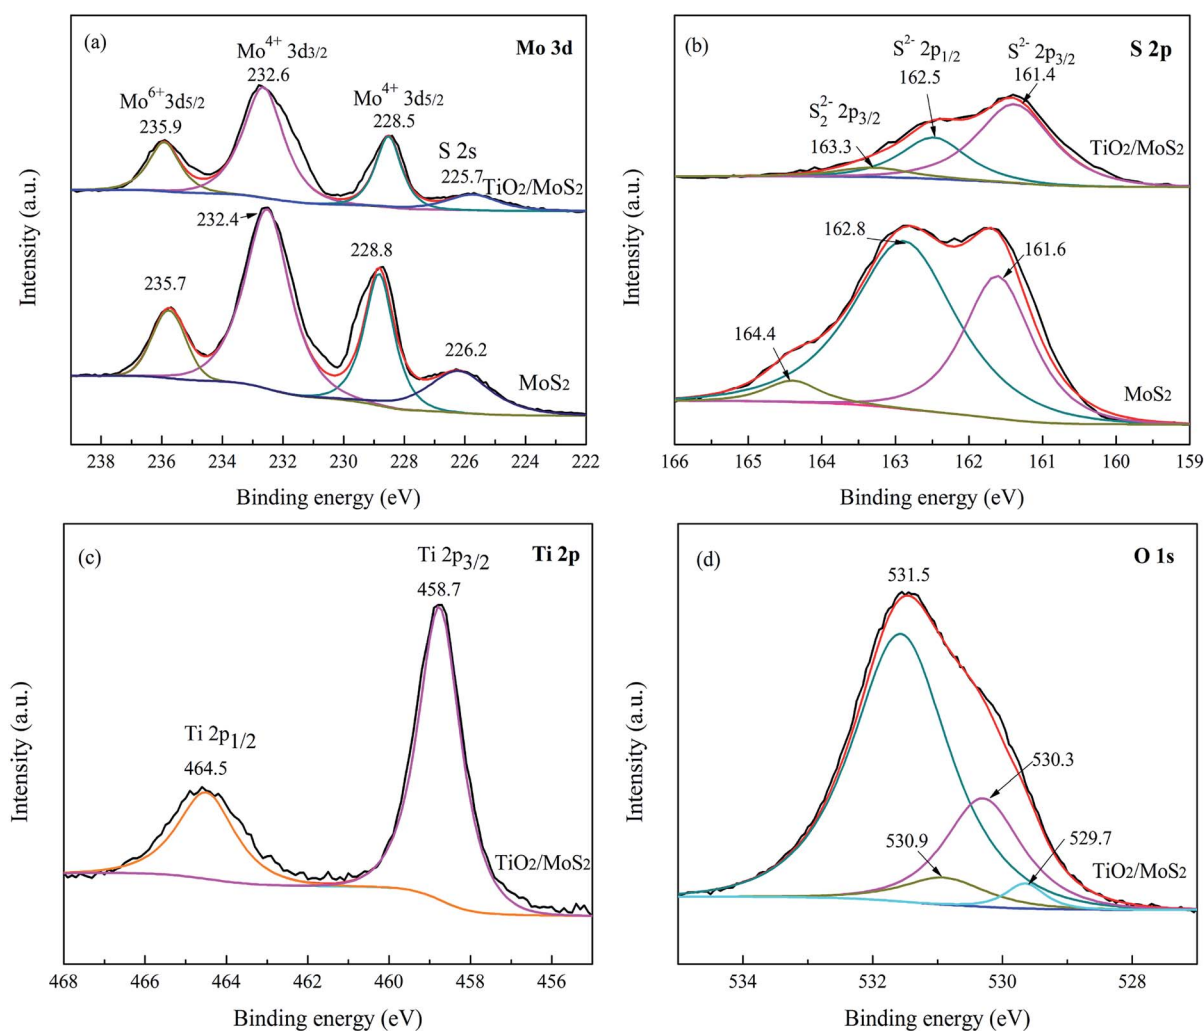 (a)
Mo 3d
Mo4+ 3d3/2
232.6
Mo6+3d5/2
235.9
Mo4+ 3d5/2
228.5
S 2s
225.7
TiO2/MoS2
232.4
235.7
228.8
226.2
MoS2
Intensity (a.u.)
238 236 234 232 230 228 226 224 222
Binding energy (eV)
(b)
S 2p
S2- 2p1/2
162.5
S2- 2p3/2
161.4
S22- 2p3/2
163.3
TiO2/MoS2
162.8
161.6
164.4
MoS2
Intensity (a.u.)
166 165 164 163 162 161 160 159
Binding energy (eV)
(c)
Ti 2p
Ti 2p3/2
458.7
Ti 2p1/2
464.5
TiO2/MoS2
Intensity (a.u.)
468 466 464 462 460 458 456
Binding energy (eV)
(d)
O 1s
531.5
530.3
530.9
529.7
TiO2/MoS2
Intensity (a.u.)
534 532 530 528
Binding energy (eV)